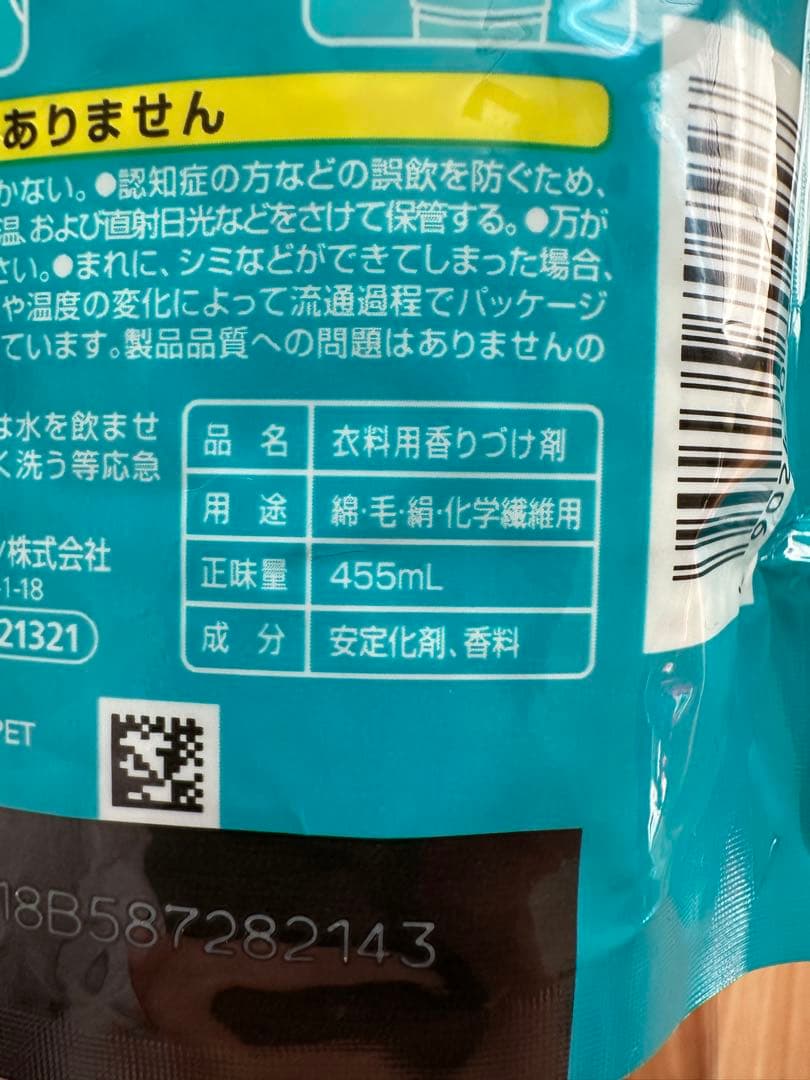 ありません
かない。●認知症の方などの誤飲を防ぐため、
温および直射日光などをさけて保管する。●万が
さい。●まれに、シミなどができてしまった場合、
や温度の変化によって流通過程でパッケージ
ています。製品品質への問題はありませんの
は水を飲ませ
く洗う等応急
株式会社
1-18
21321
品 名 衣料用香りづけ剤
用 途 綿・毛・絹・化学繊維用
正味量 455mL
成 分 安定化剤、香料
PET
18B587282143